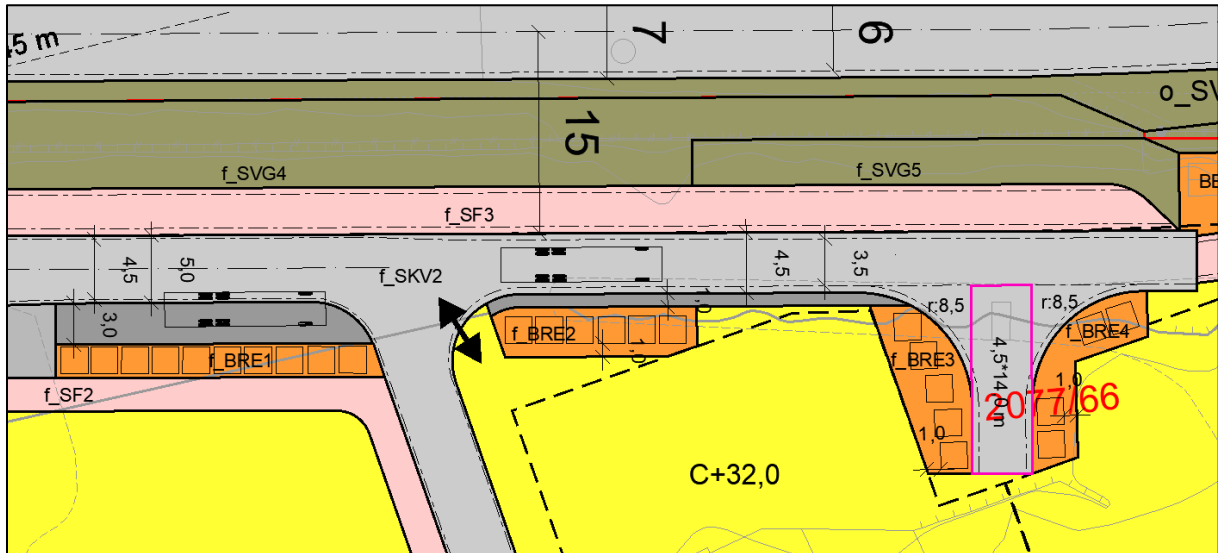 45 m
7
6
15
o_SV
f_SVG4
f_SVG5
BE
f_SF3
4,5
5,0
f_SKV2
4,5
3,5
3,0
1,0
r:8,5
r:8,5
f_BRE1
f_BRE2
f_BRE3
f_BRE4
1,0
4,5*14,0 m
f_SF2
1,0
2077/66
1,0
C+32,0